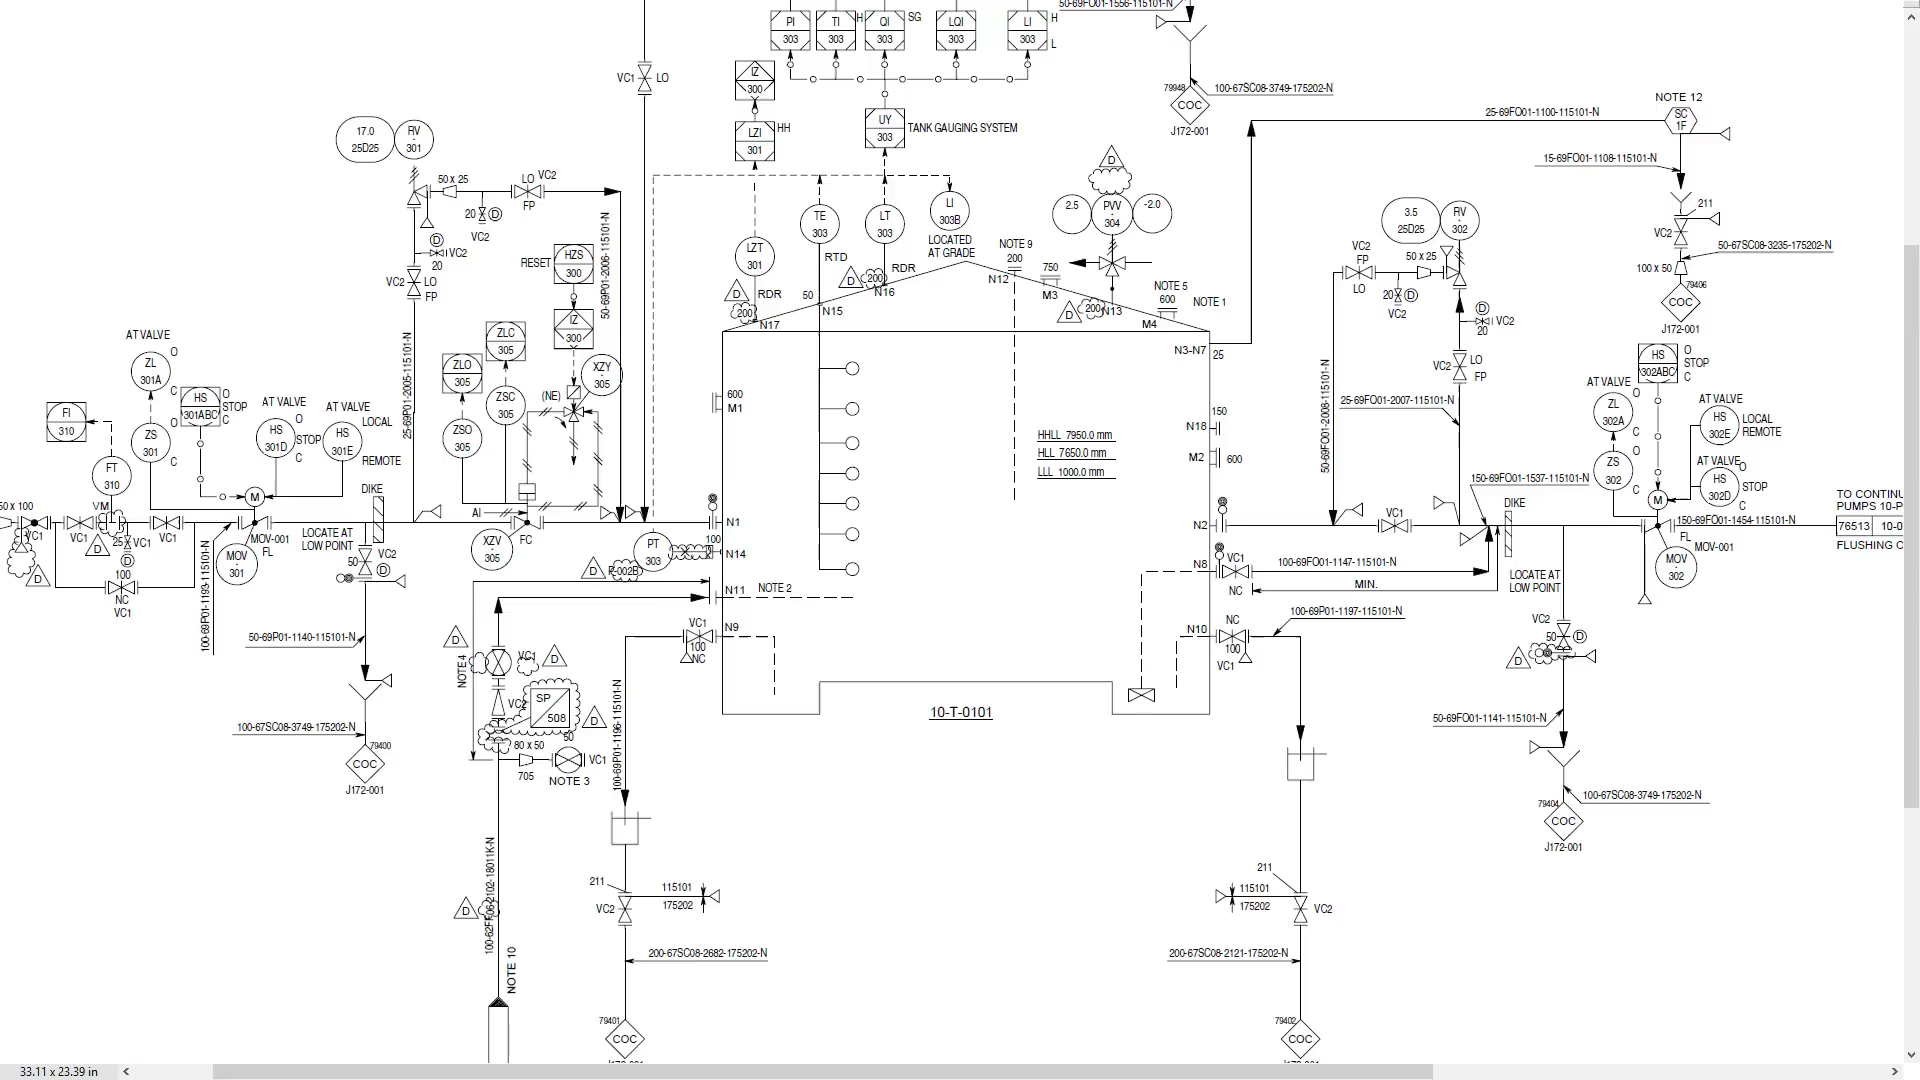 50-69FO01-1556-115101-N
PI
303
TI
303
H
QI
303
SG
LQI
303
LI
303
H
L
IZ
300
VC1
LO
79948
COC
J172-001
100-67SC08-3749-175202-N
NOTE 12
SC
1F
25-69FO01-1100-115101-N
15-69FO01-1108-115101-N
17.0
25D25
RV
301
LZI
301
HH
UY
303
TANK GAUGING SYSTEM
50 x 25
LO
VC2
FP
20
D
VC2
D
VC2
20
VC2
LO
FP
50-69P01-2006-115101-N
25-69P01-2005-115101-N
TE
303
LT
303
LI
303B
LOCATED
AT GRADE
LZT
301
RTD
RDR
RDR
D
200
N17
50
N15
D
200
N16
D
2.5
PVV
304
-2.0
NOTE 9
200
N12
750
M3
D
200
N13
NOTE 5
600
M4
NOTE 1
3.5
25D25
RV
302
VC2
FP
LO
50 x 25
20
D
VC2
D
VC2
20
VC2
LO
FP
211
VC2
50-67SC08-3235-175202-N
100 x 50
79406
COC
J172-001
RESET
HZS
300
IZ
300
ZLC
305
ZLO
305
XZY
305
(NE)
ZSC
305
ZSO
305
AT VALVE
ZL
301A
O
C
HS
301ABC
O
STOP
C
ZS
301
O
C
AT VALVE
HS
301D
O
STOP
C
AT VALVE
HS
301E
LOCAL
REMOTE
FI
310
FT
310
M
DIKE
LOCATE AT
LOW POINT
50 x 100
VC1
VM
VC1
D
25
VC1
D
VC1
100
NC
VC1
D
MOV-001
FL
MOV
301
100-69P01-1193-115101-N
VC2
50
D
50-69P01-1140-115101-N
100-67SC08-3749-175202-N
79400
COC
J172-001
AI
XZV
305
FC
PT
303
600
M1
N1
100
N14
D
P-002B
N11
NOTE 2
N9
VC1
100
NC
NOTE 4
D
VC1
D
VC2
SP
508
D
80 x 50
50
705
VC1
NOTE 3
100-69P01-1196-115101-N
D
100-62FF06-2102-18011K-N
NOTE 10
HHLL 7950.0 mm
HLL 7650.0 mm
LLL 1000.0 mm
10-T-0101
N3-N7
25
150
N18
M2
600
N2
N8
VC1
NC
N10
NC
100
VC1
100-69FO01-1147-115101-N
MIN.
100-69P01-1197-115101-N
50-69FO01-2008-115101-N
25-69FO01-2007-115101-N
VC1
150-69FO01-1537-115101-N
DIKE
LOCATE AT
LOW POINT
AT VALVE
ZL
302A
O
C
HS
302ABC
O
STOP
C
ZS
302
O
C
AT VALVE
HS
302E
LOCAL
REMOTE
AT VALVE
HS
302D
O
STOP
C
M
FL
MOV-001
MOV
302
150-69FO01-1454-115101-N
TO CONTINU
PUMPS 10-P
76513
10-0
FLUSHING O
VC2
50
D
D
50-69FO01-1141-115101-N
100-67SC08-3749-175202-N
79404
COC
J172-001
211
VC2
115101
175202
200-67SC08-2682-175202-N
79401
COC
211
VC2
115101
175202
200-67SC08-2121-175202-N
79402
COC
33.11 x 23.39 in